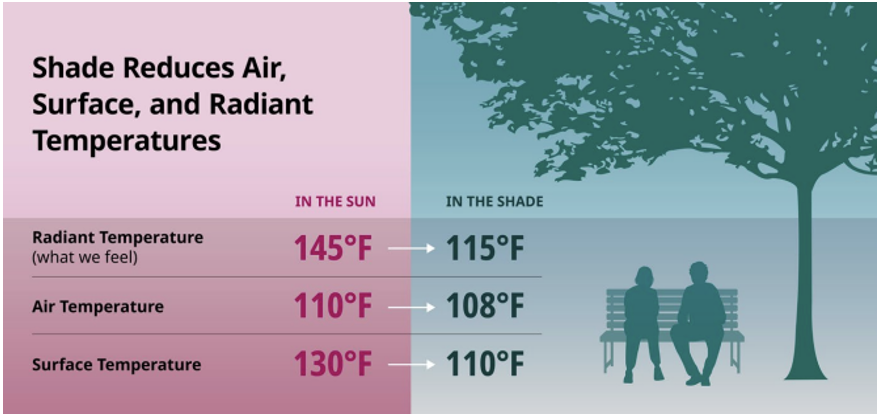 Shade Reduces Air,
Surface, and Radiant
Temperatures
IN THE SUN IN THE SHADE
Radiant Temperature
(what we feel) 145°F 115°F
Air Temperature 110°F 108°F
Surface Temperature 130°F 110°F